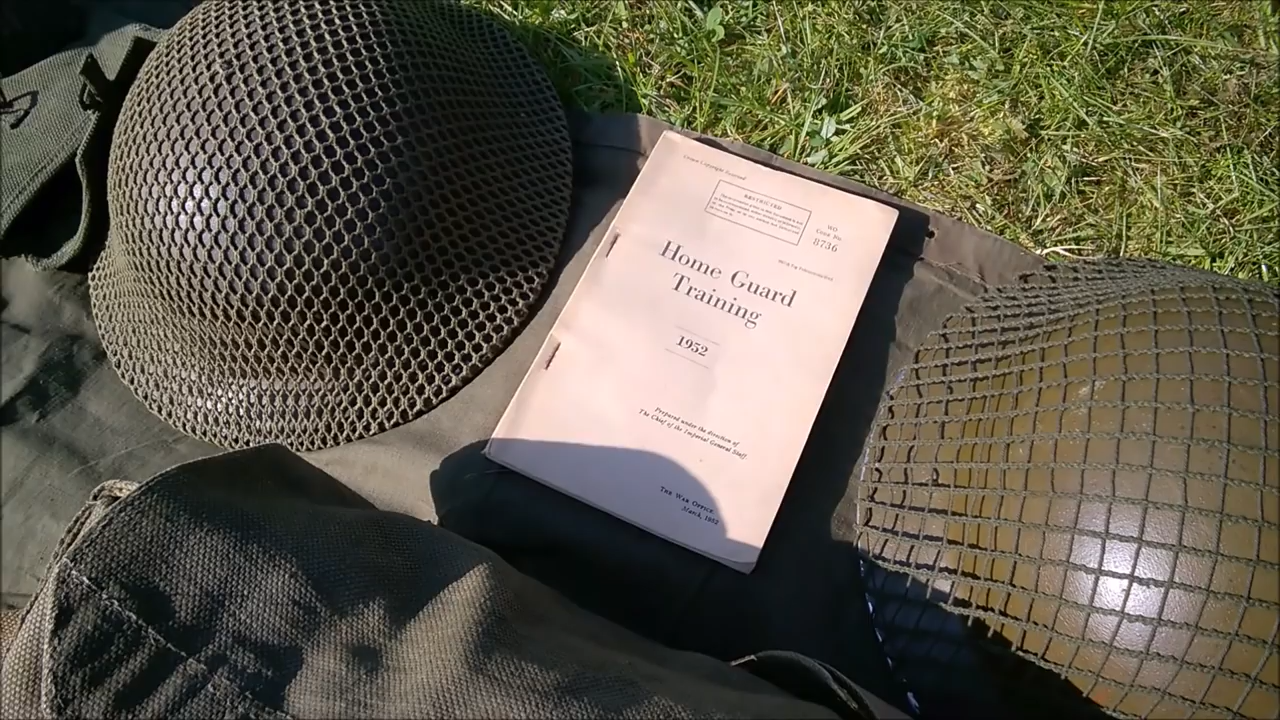 Crown Copyright Reserved
RESTRICTED
WO
Code No.
8736
Home Guard
Training
1952
Prepared under the direction of
The Chief of the Imperial General Staff
The War Office,
March, 1952